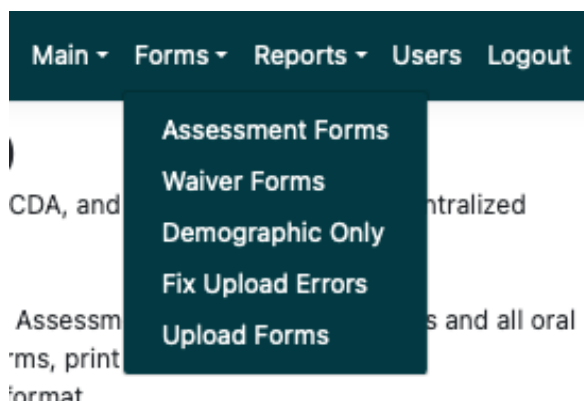 Main Forms Reports Users Logout
Assessment Forms
)
Waiver Forms
CDA, and ntralized
Demographic Only
Fix Upload Errors
Assessm s and all oral
Upload Forms
rms, print
format